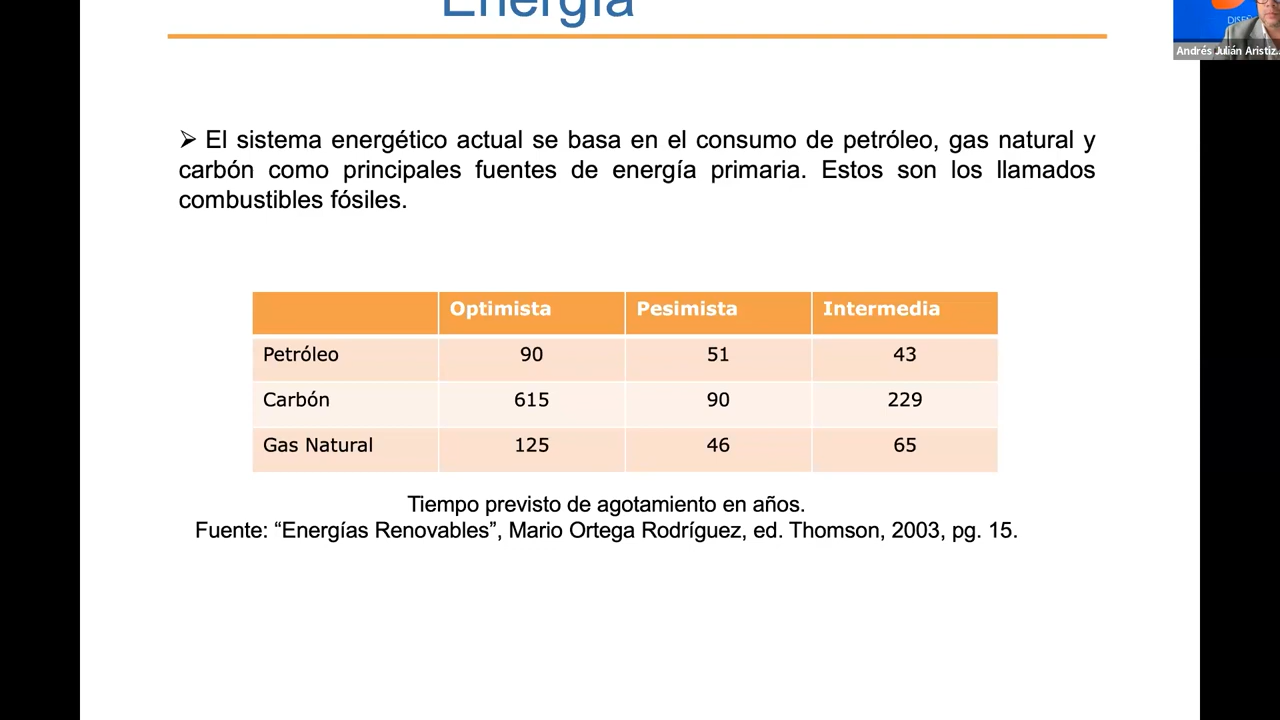 Energía
Andrés Julián Aristiz...
➢ El sistema energético actual se basa en el consumo de petróleo, gas natural y
carbón como principales fuentes de energía primaria. Estos son los llamados
combustibles fósiles.
Optimista Pesimista Intermedia
Petróleo 90 51 43
Carbón 615 90 229
Gas Natural 125 46 65
Tiempo previsto de agotamiento en años.
Fuente: “Energías Renovables”, Mario Ortega Rodríguez, ed. Thomson, 2003, pg. 15.